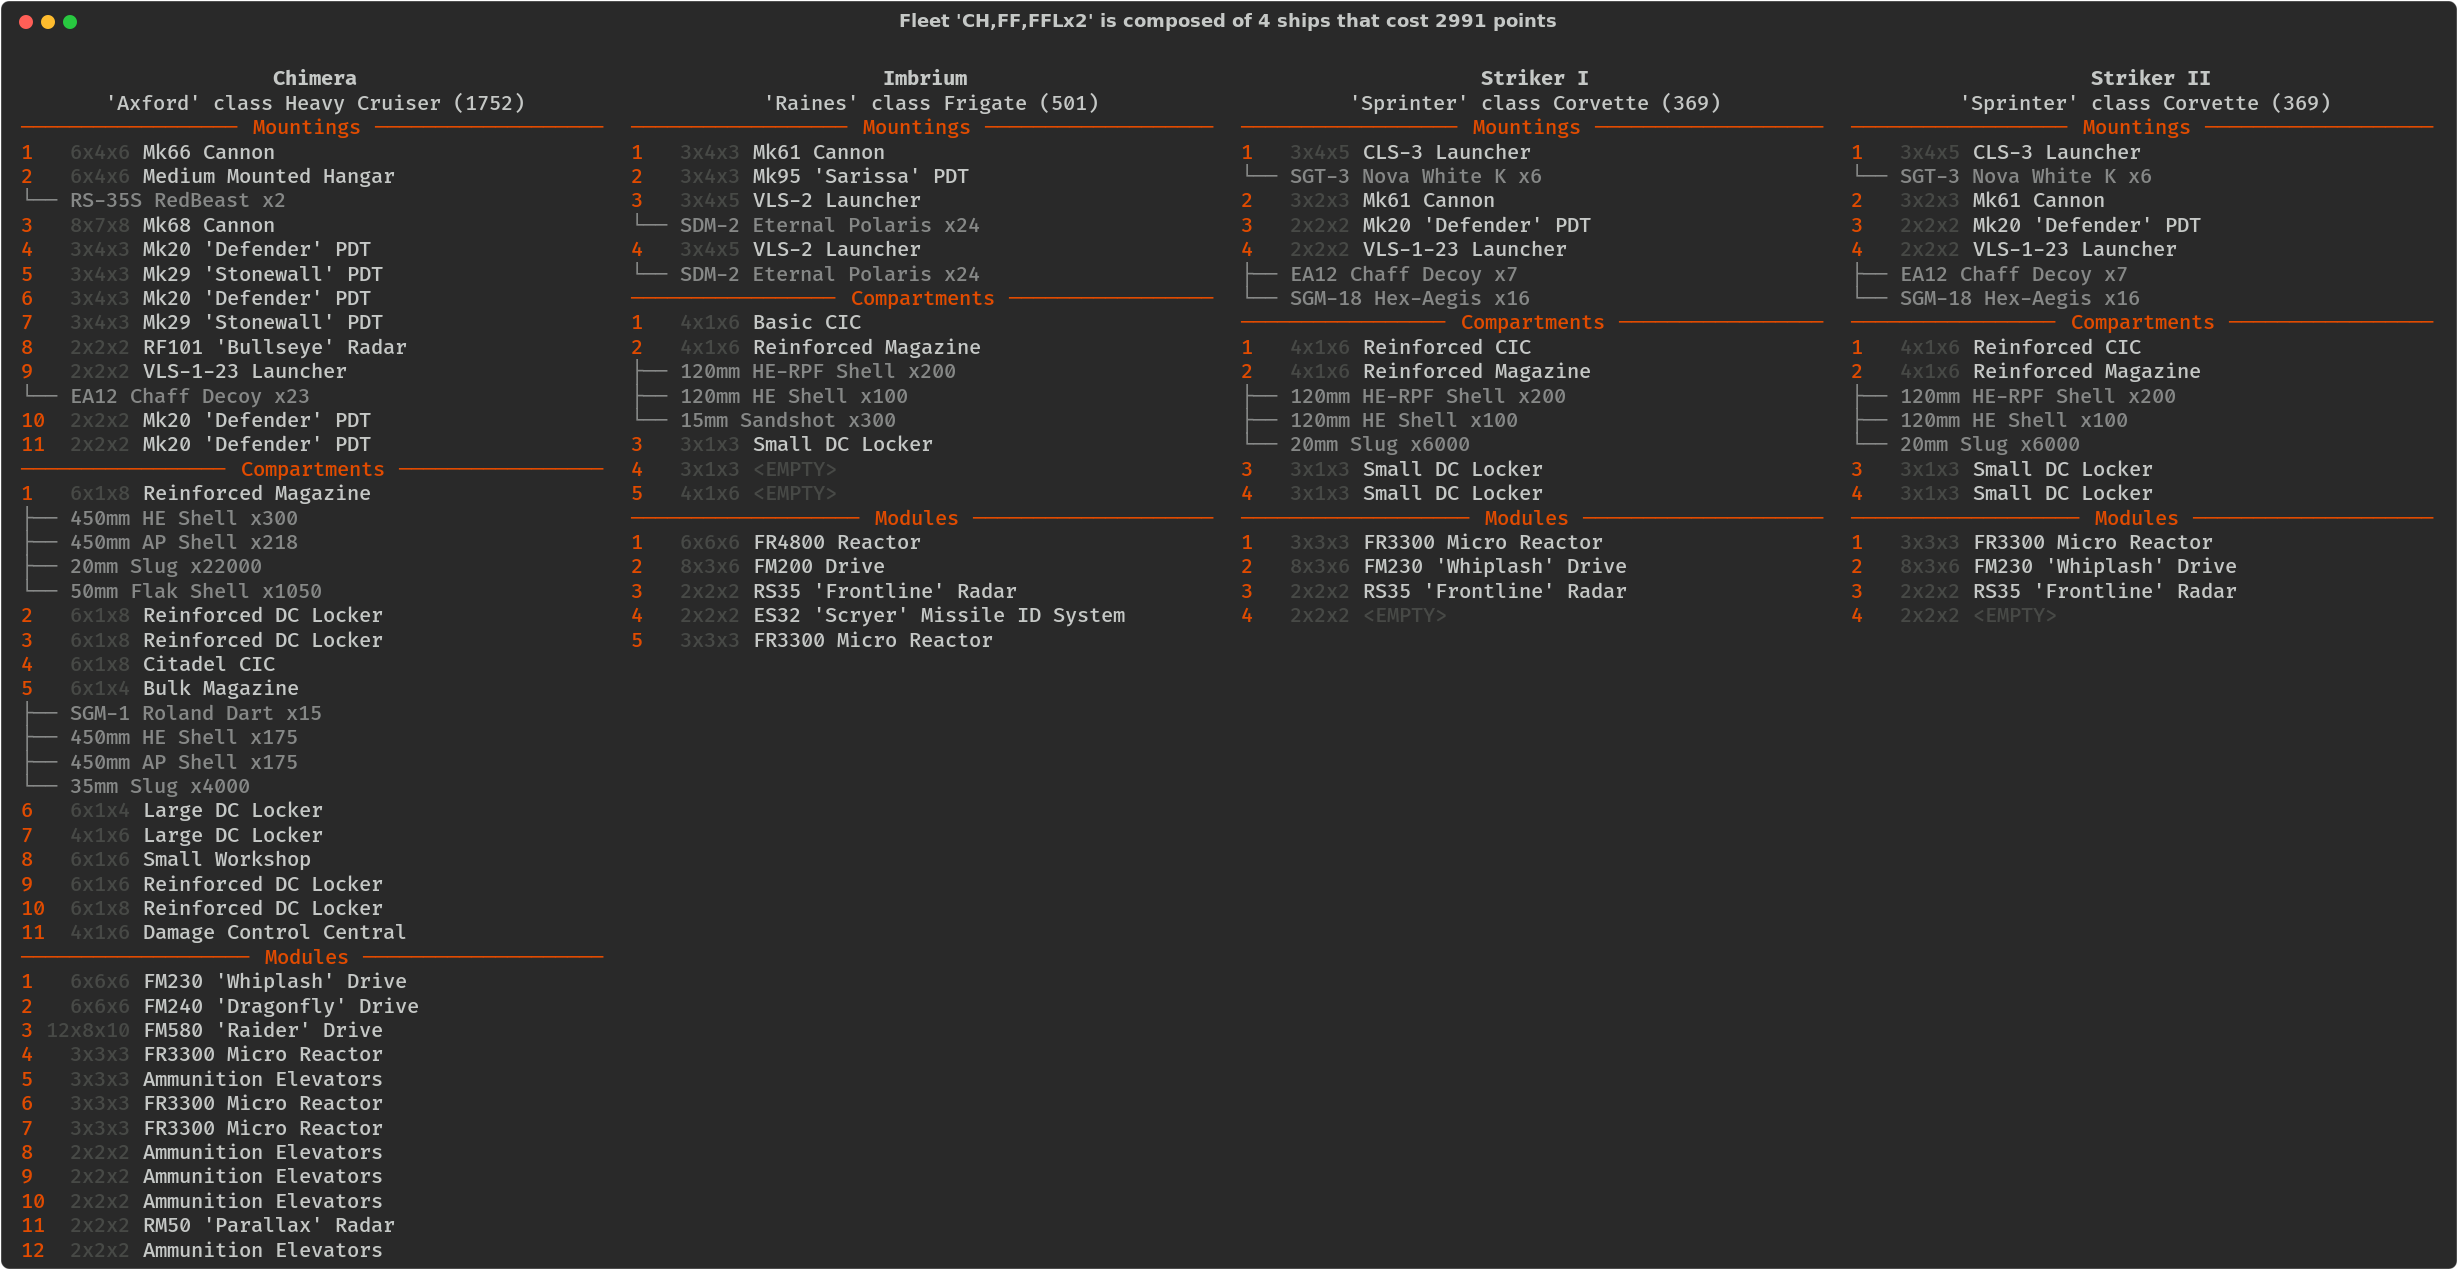 Fleet 'CH,FF,FFLx2' is composed of 4 ships that cost 2991 points
Chimera
'Axford' class Heavy Cruiser (1752)
Mountings
1 6x4x6 Mk66 Cannon
2 6x4x6 Medium Mounted Hangar
RS-35S RedBeast x2
3 8x7x8 Mk68 Cannon
4 3x4x3 Mk20 'Defender' PDT
5 3x4x3 Mk29 'Stonewall' PDT
6 3x4x3 Mk20 'Defender' PDT
7 3x4x3 Mk29 'Stonewall' PDT
8 2x2x2 RF101 'Bullseye' Radar
9 2x2x2 VLS-1-23 Launcher
EA12 Chaff Decoy x23
10 2x2x2 Mk20 'Defender' PDT
11 2x2x2 Mk20 'Defender' PDT
Compartments
1 6x1x8 Reinforced Magazine
450mm HE Shell x300
450mm AP Shell x218
20mm Slug x22000
50mm Flak Shell x1050
2 6x1x8 Reinforced DC Locker
3 6x1x8 Reinforced DC Locker
4 6x1x8 Citadel CIC
5 6x1x4 Bulk Magazine
SGM-1 Roland Dart x15
450mm HE Shell x175
450mm AP Shell x175
35mm Slug x4000
6 6x1x4 Large DC Locker
7 4x1x6 Large DC Locker
8 6x1x6 Small Workshop
9 6x1x6 Reinforced DC Locker
10 6x1x8 Reinforced DC Locker
11 4x1x6 Damage Control Central
Modules
1 6x6x6 FM230 'Whiplash' Drive
2 6x6x6 FM240 'Dragonfly' Drive
3 12x8x10 FM580 'Raider' Drive
4 3x3x3 FR3300 Micro Reactor
5 3x3x3 Ammunition Elevators
6 3x3x3 FR3300 Micro Reactor
7 3x3x3 FR3300 Micro Reactor
8 2x2x2 Ammunition Elevators
9 2x2x2 Ammunition Elevators
10 2x2x2 Ammunition Elevators
11 2x2x2 RM50 'Parallax' Radar
12 2x2x2 Ammunition Elevators
Imbrium
'Raines' class Frigate (501)
Mountings
1 3x4x3 Mk61 Cannon
2 3x4x3 Mk95 'Sarissa' PDT
3 3x4x5 VLS-2 Launcher
SDM-2 Eternal Polaris x24
4 3x4x5 VLS-2 Launcher
SDM-2 Eternal Polaris x24
Compartments
1 4x1x6 Basic CIC
2 4x1x6 Reinforced Magazine
120mm HE-RPF Shell x200
120mm HE Shell x100
15mm Sandshot x300
3 3x1x3 Small DC Locker
4 3x1x3 <EMPTY>
5 4x1x6 <EMPTY>
Modules
1 6x6x6 FR4800 Reactor
2 8x3x6 FM200 Drive
3 2x2x2 RS35 'Frontline' Radar
4 2x2x2 ES32 'Scryer' Missile ID System
5 3x3x3 FR3300 Micro Reactor
Striker I
'Sprinter' class Corvette (369)
Mountings
1 3x4x5 CLS-3 Launcher
SGT-3 Nova White K x6
2 3x2x3 Mk61 Cannon
3 2x2x2 Mk20 'Defender' PDT
4 2x2x2 VLS-1-23 Launcher
EA12 Chaff Decoy x7
SGM-18 Hex-Aegis x16
Compartments
1 4x1x6 Reinforced CIC
2 4x1x6 Reinforced Magazine
120mm HE-RPF Shell x200
120mm HE Shell x100
20mm Slug x6000
3 3x1x3 Small DC Locker
4 3x1x3 Small DC Locker
Modules
1 3x3x3 FR3300 Micro Reactor
2 8x3x6 FM230 'Whiplash' Drive
3 2x2x2 RS35 'Frontline' Radar
4 2x2x2 <EMPTY>
Striker II
'Sprinter' class Corvette (369)
Mountings
1 3x4x5 CLS-3 Launcher
SGT-3 Nova White K x6
2 3x2x3 Mk61 Cannon
3 2x2x2 Mk20 'Defender' PDT
4 2x2x2 VLS-1-23 Launcher
EA12 Chaff Decoy x7
SGM-18 Hex-Aegis x16
Compartments
1 4x1x6 Reinforced CIC
2 4x1x6 Reinforced Magazine
120mm HE-RPF Shell x200
120mm HE Shell x100
20mm Slug x6000
3 3x1x3 Small DC Locker
4 3x1x3 Small DC Locker
Modules
1 3x3x3 FR3300 Micro Reactor
2 8x3x6 FM230 'Whiplash' Drive
3 2x2x2 RS35 'Frontline' Radar
4 2x2x2 <EMPTY>